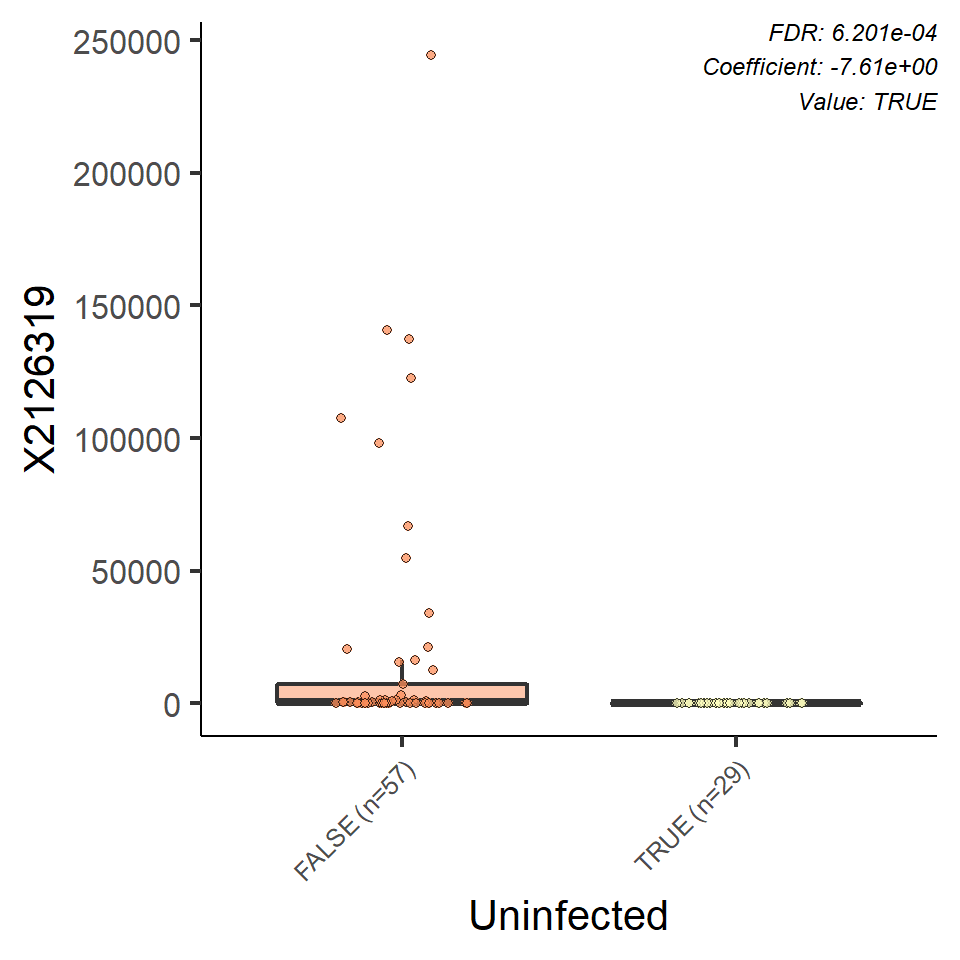 FDR: 6.201e-04
Coefficient: -7.61e+00
Value: TRUE
250000
200000
150000
100000
50000
0
X2126319
FALSE (n=57)
TRUE (n=29)
Uninfected